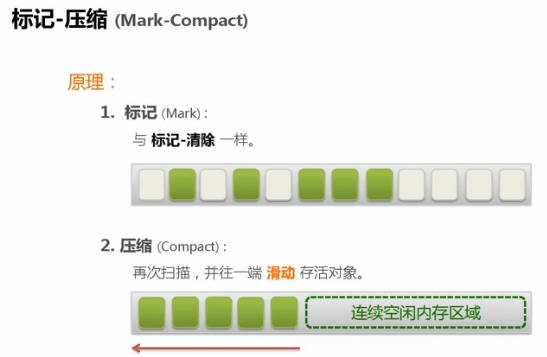 标记-压缩 (Mark-Compact)
原理：
1. 标记 (Mark) :
与 标记-清除 一样。
2. 压缩 (Compact) :
再次扫描，并往一端 滑动 存活对象。
连续空闲内存区域